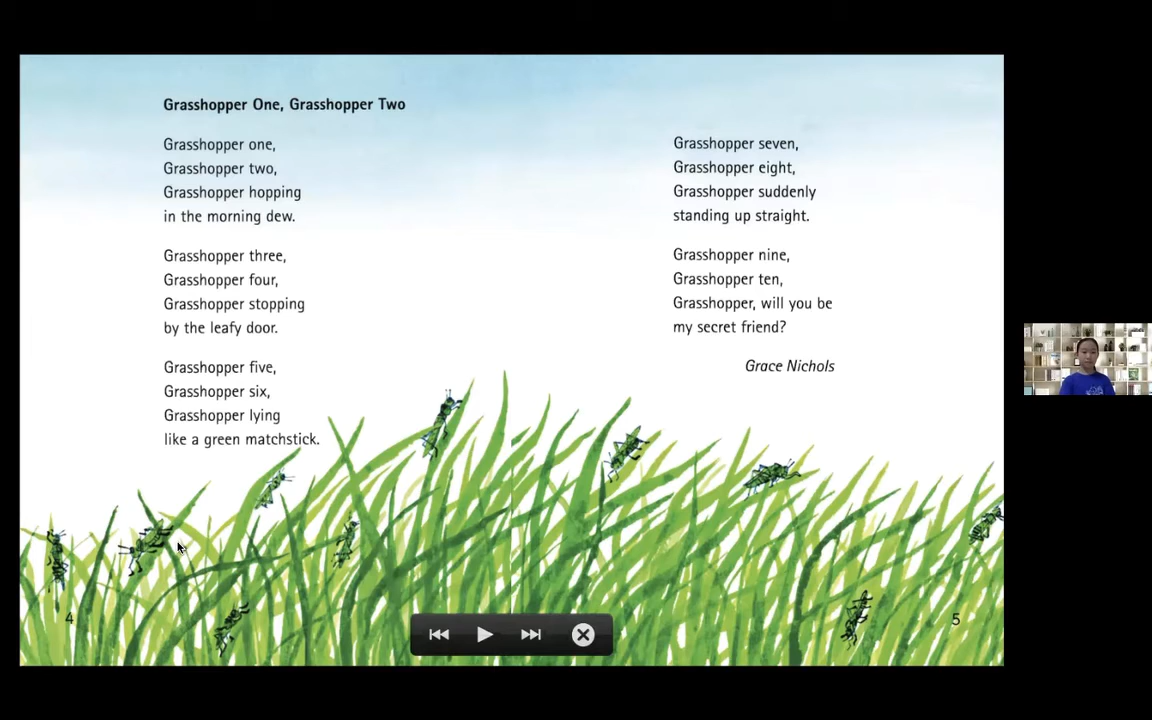 Grasshopper One, Grasshopper Two
Grasshopper one,
Grasshopper two,
Grasshopper hopping
in the morning dew.
Grasshopper three,
Grasshopper four,
Grasshopper stopping
by the leafy door.
Grasshopper five,
Grasshopper six,
Grasshopper lying
like a green matchstick.
Grasshopper seven,
Grasshopper eight,
Grasshopper suddenly
standing up straight.
Grasshopper nine,
Grasshopper ten,
Grasshopper, will you be
my secret friend?
Grace Nichols
4
5